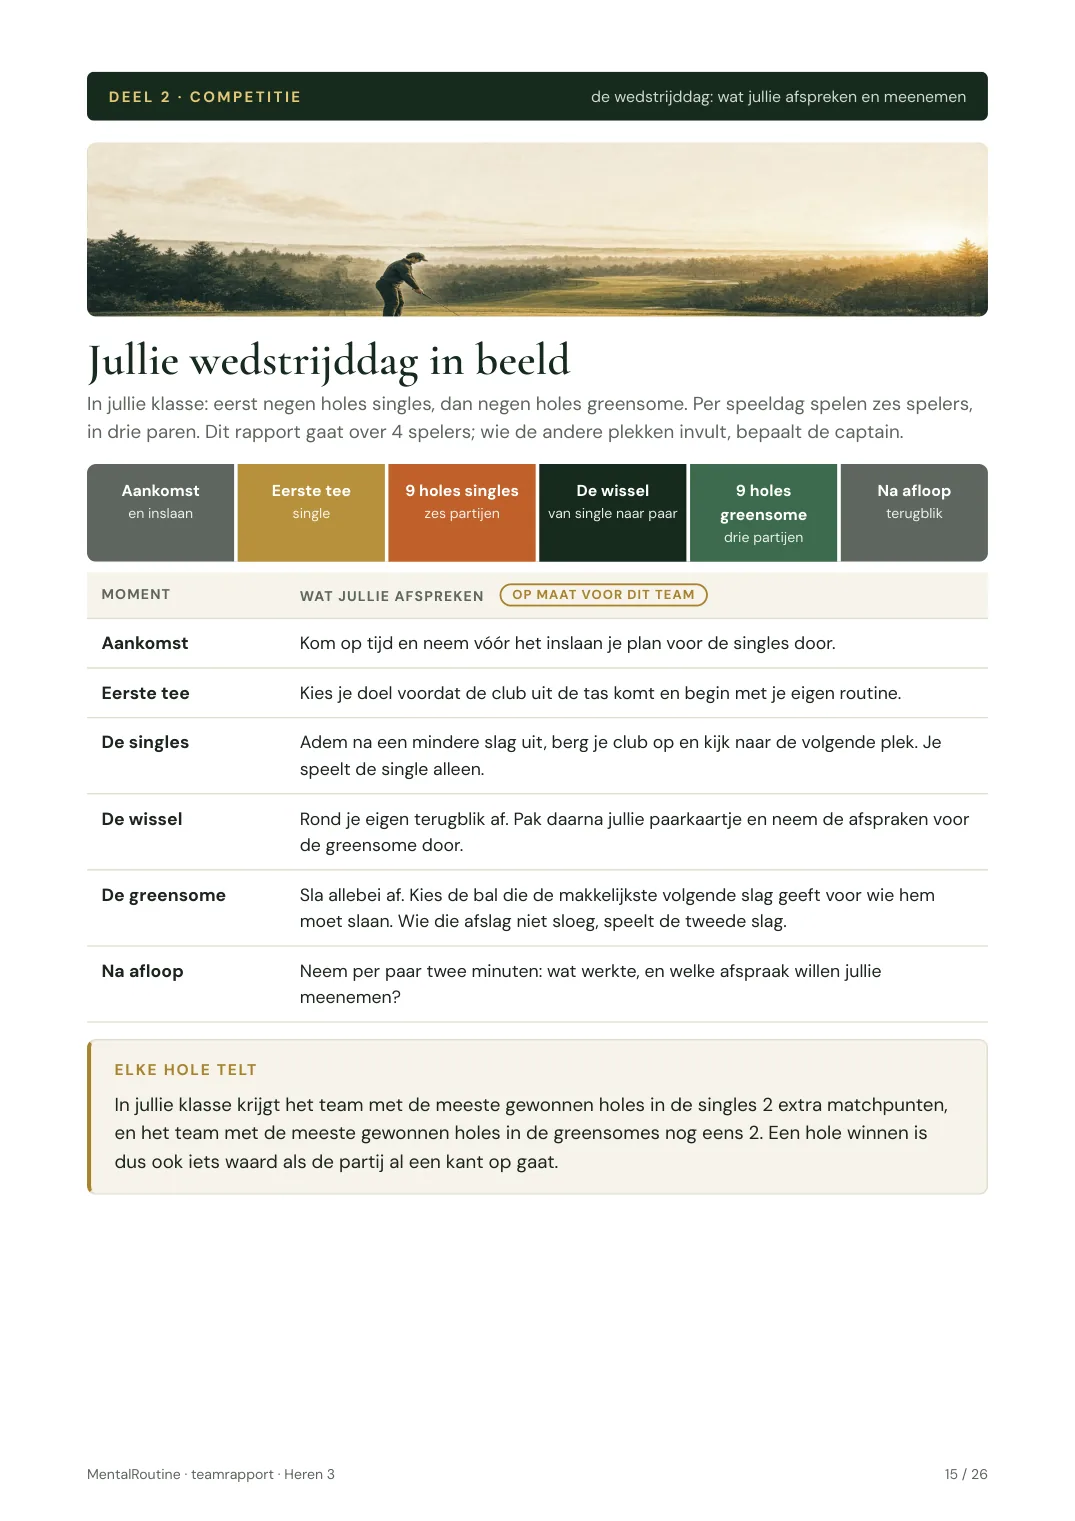 DEEL 2 · COMPETITIE
de wedstrijddag: wat jullie afspreken en meenemen
Jullie wedstrijddag in beeld
In jullie klasse: eerst negen holes singles, dan negen holes greensome. Per speeldag spelen zes spelers,
in drie paren. Dit rapport gaat over 4 spelers; wie de andere plekken invult, bepaalt de captain.
Aankomst
en inslaan
Eerste tee
single
9 holes singles
zes partijen
De wissel
van single naar paar
9 holes
greensome
drie partijen
Na afloop
terugblik
MOMENT
WAT JULLIE AFSPREKEN
OP MAAT VOOR DIT TEAM
Aankomst
Kom op tijd en neem vóór het inslaan je plan voor de singles door.
Eerste tee
Kies je doel voordat de club uit de tas komt en begin met je eigen routine.
De singles
Adem na een mindere slag uit, berg je club op en kijk naar de volgende plek. Je
speelt de single alleen.
De wissel
Rond je eigen terugblik af. Pak daarna jullie paarkaartje en neem de afspraken voor
de greensome door.
De greensome
Sla allebei af. Kies de bal die de makkelijkste volgende slag geeft voor wie hem
moet slaan. Wie die afslag niet sloeg, speelt de tweede slag.
Na afloop
Neem per paar twee minuten: wat werkte, en welke afspraak willen jullie
meenemen?
ELKE HOLE TELT
In jullie klasse krijgt het team met de meeste gewonnen holes in de singles 2 extra matchpunten,
en het team met de meeste gewonnen holes in de greensomes nog eens 2. Een hole winnen is
dus ook iets waard als de partij al een kant op gaat.
MentalRoutine · teamrapport · Heren 3
15 / 26